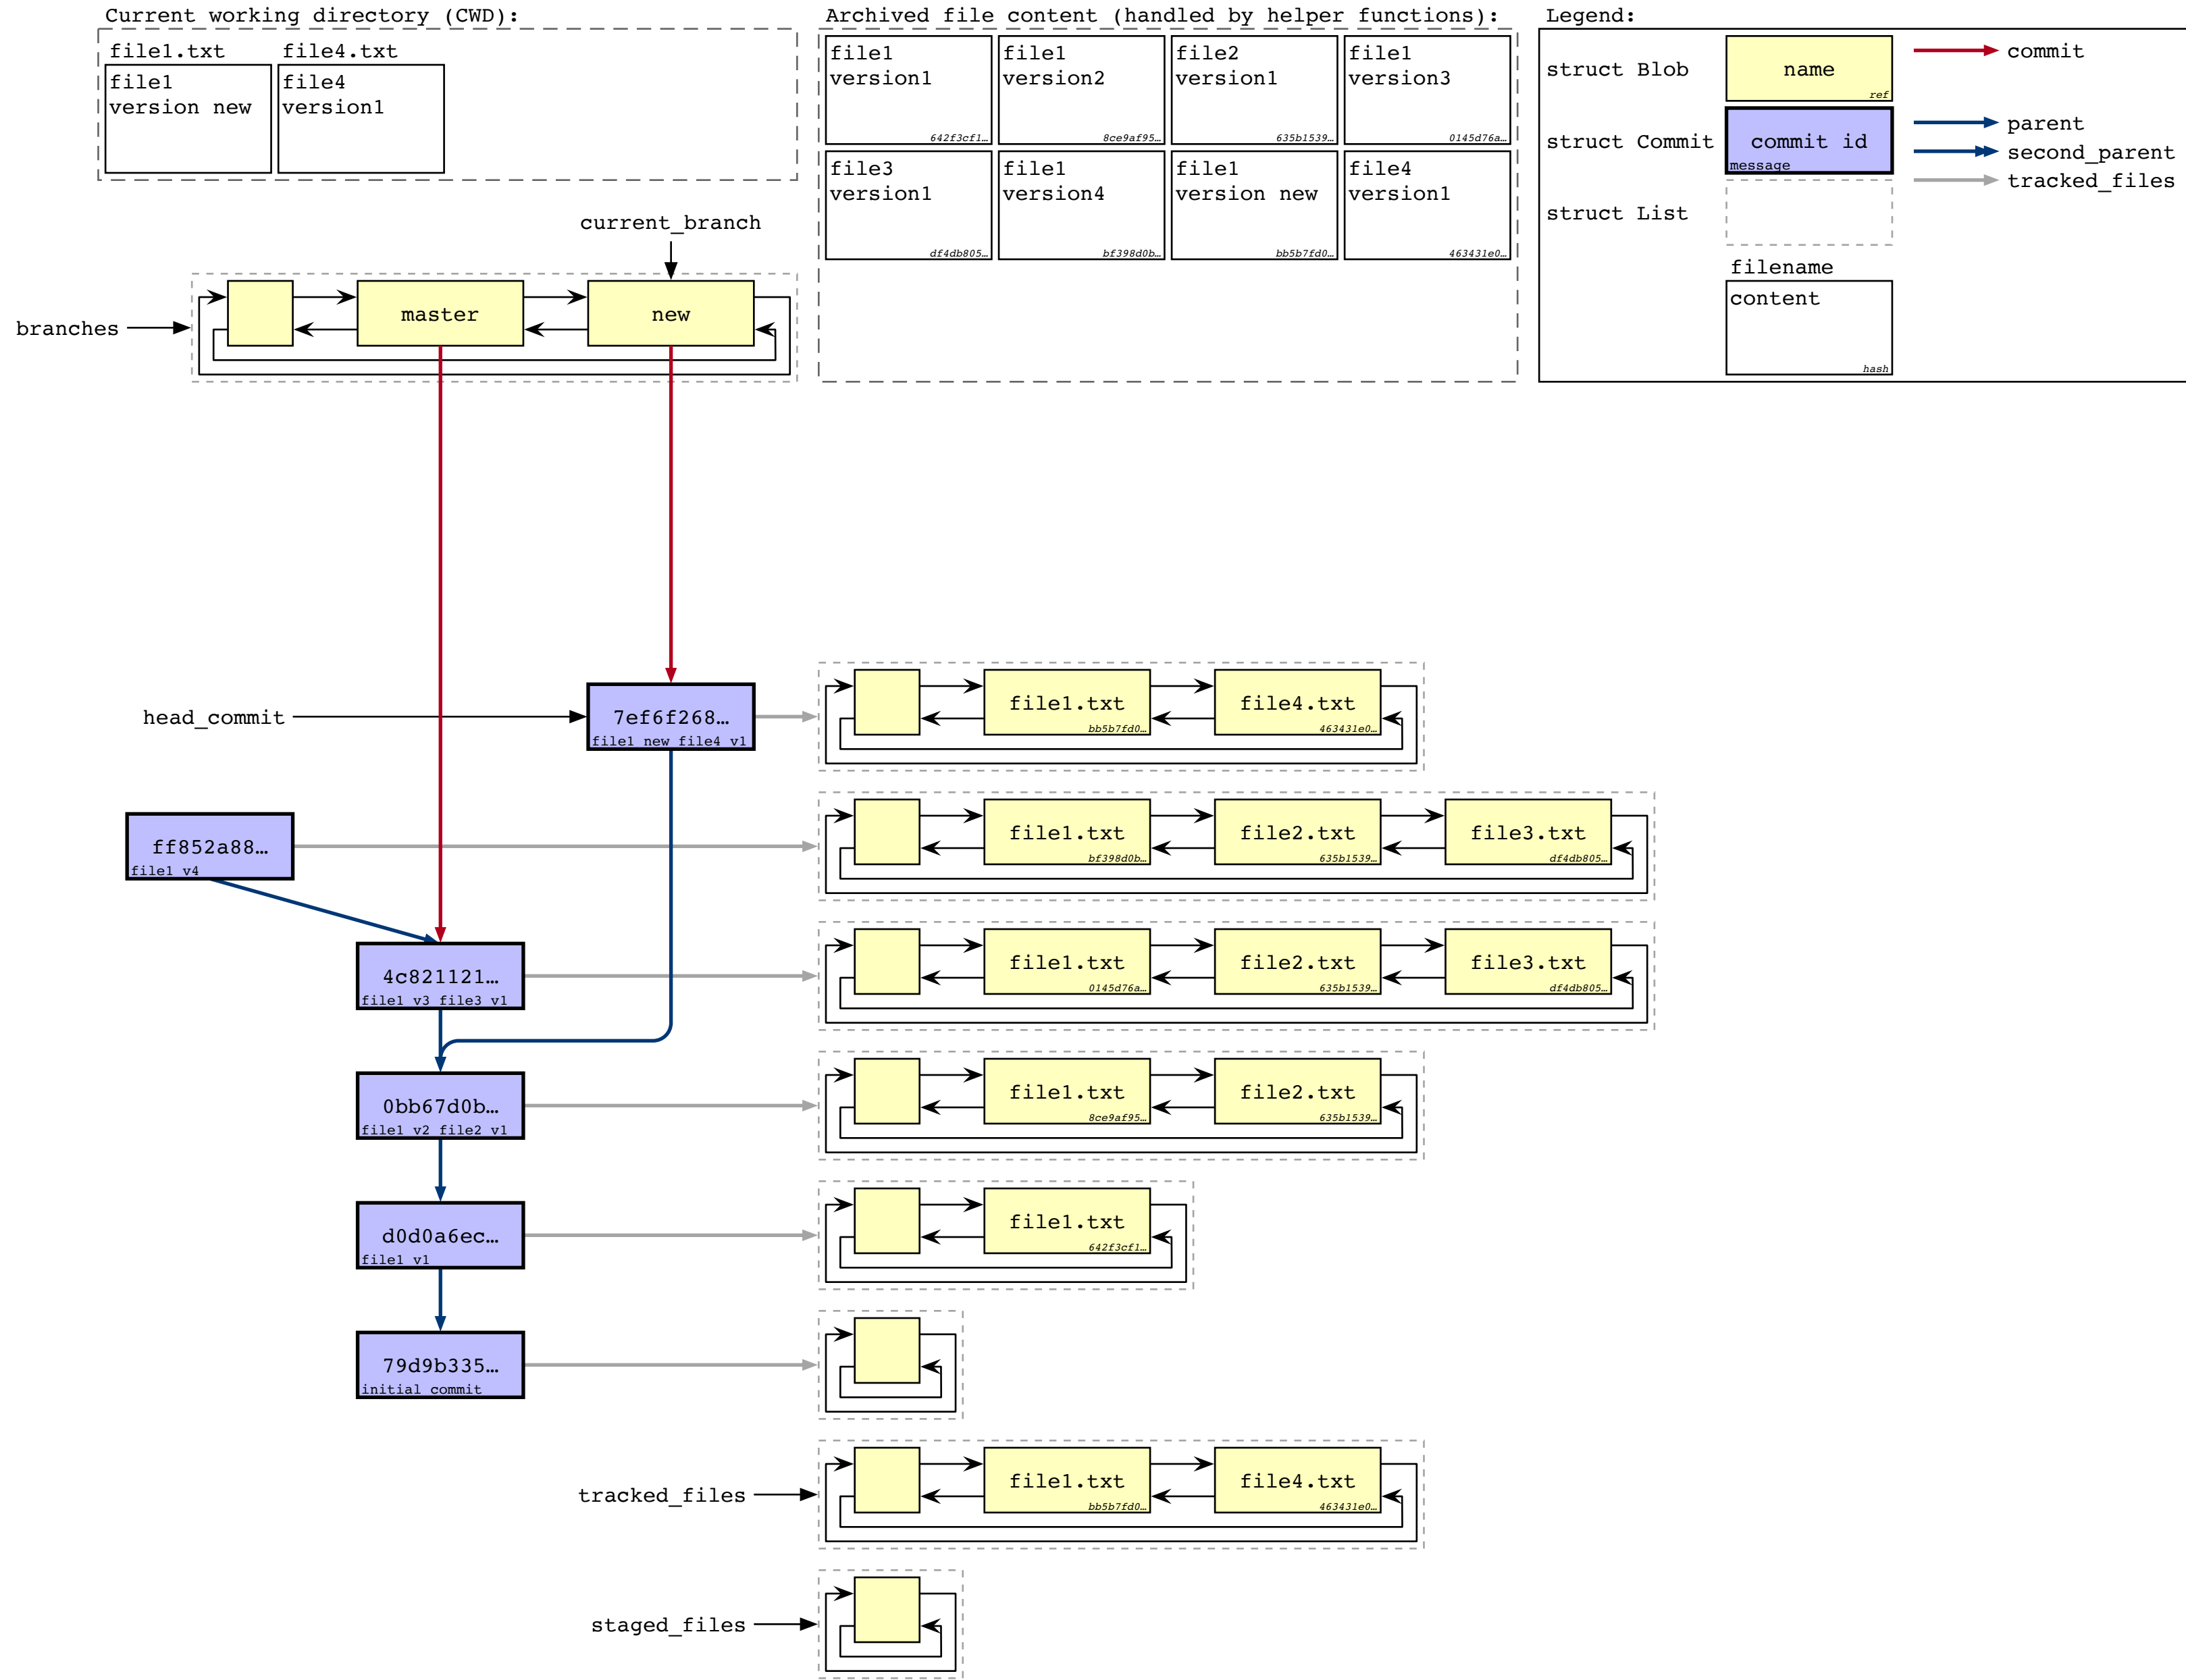 Current working directory (CWD):
file1.txt
file4.txt
file1
version new
file4
version1
Archived file content (handled by helper functions):
file1
version1
642f3cf1…
file1
version2
8ce9af95…
file2
version1
635b1539…
file1
version3
0145d76a…
file3
version1
df4db805…
file1
version4
bf398d0b…
file1
version new
bb5b7fd0…
file4
version1
463431e0…
Legend:
struct Blob
name
ref
commit
struct Commit
commit id
message
parent
second_parent
tracked_files
struct List
filename
content
hash
current_branch
branches
master
new
head_commit
7ef6f268…
file1 new file4 v1
file1.txt
bb5b7fd0…
file4.txt
463431e0…
ff852a88…
file1 v4
file1.txt
bf398d0b…
file2.txt
635b1539…
file3.txt
df4db805…
4c821121…
file1 v3 file3 v1
file1.txt
0145d76a…
file2.txt
635b1539…
file3.txt
df4db805…
0bb67d0b…
file1 v2 file2 v1
file1.txt
8ce9af95…
file2.txt
635b1539…
d0d0a6ec…
file1 v1
file1.txt
642f3cf1…
79d9b335…
initial commit
tracked_files
file1.txt
bb5b7fd0…
file4.txt
463431e0…
staged_files